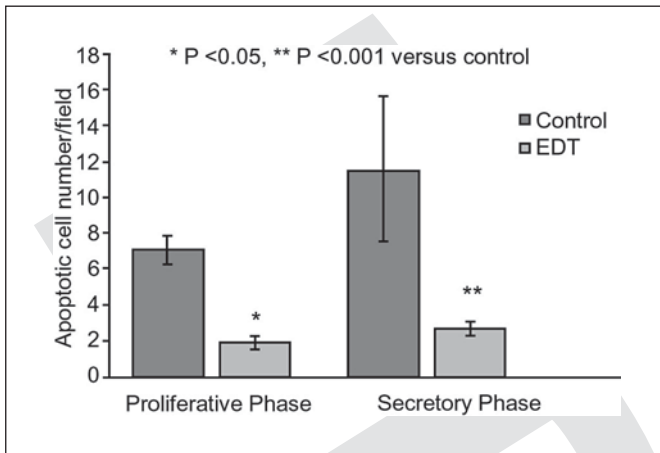 * P <0.05, ** P <0.001 versus control
Apoptotic cell number/field
18
16
14
12
10
8
6
4
2
0
Control
EDT
*
**
Proliferative Phase
Secretory Phase